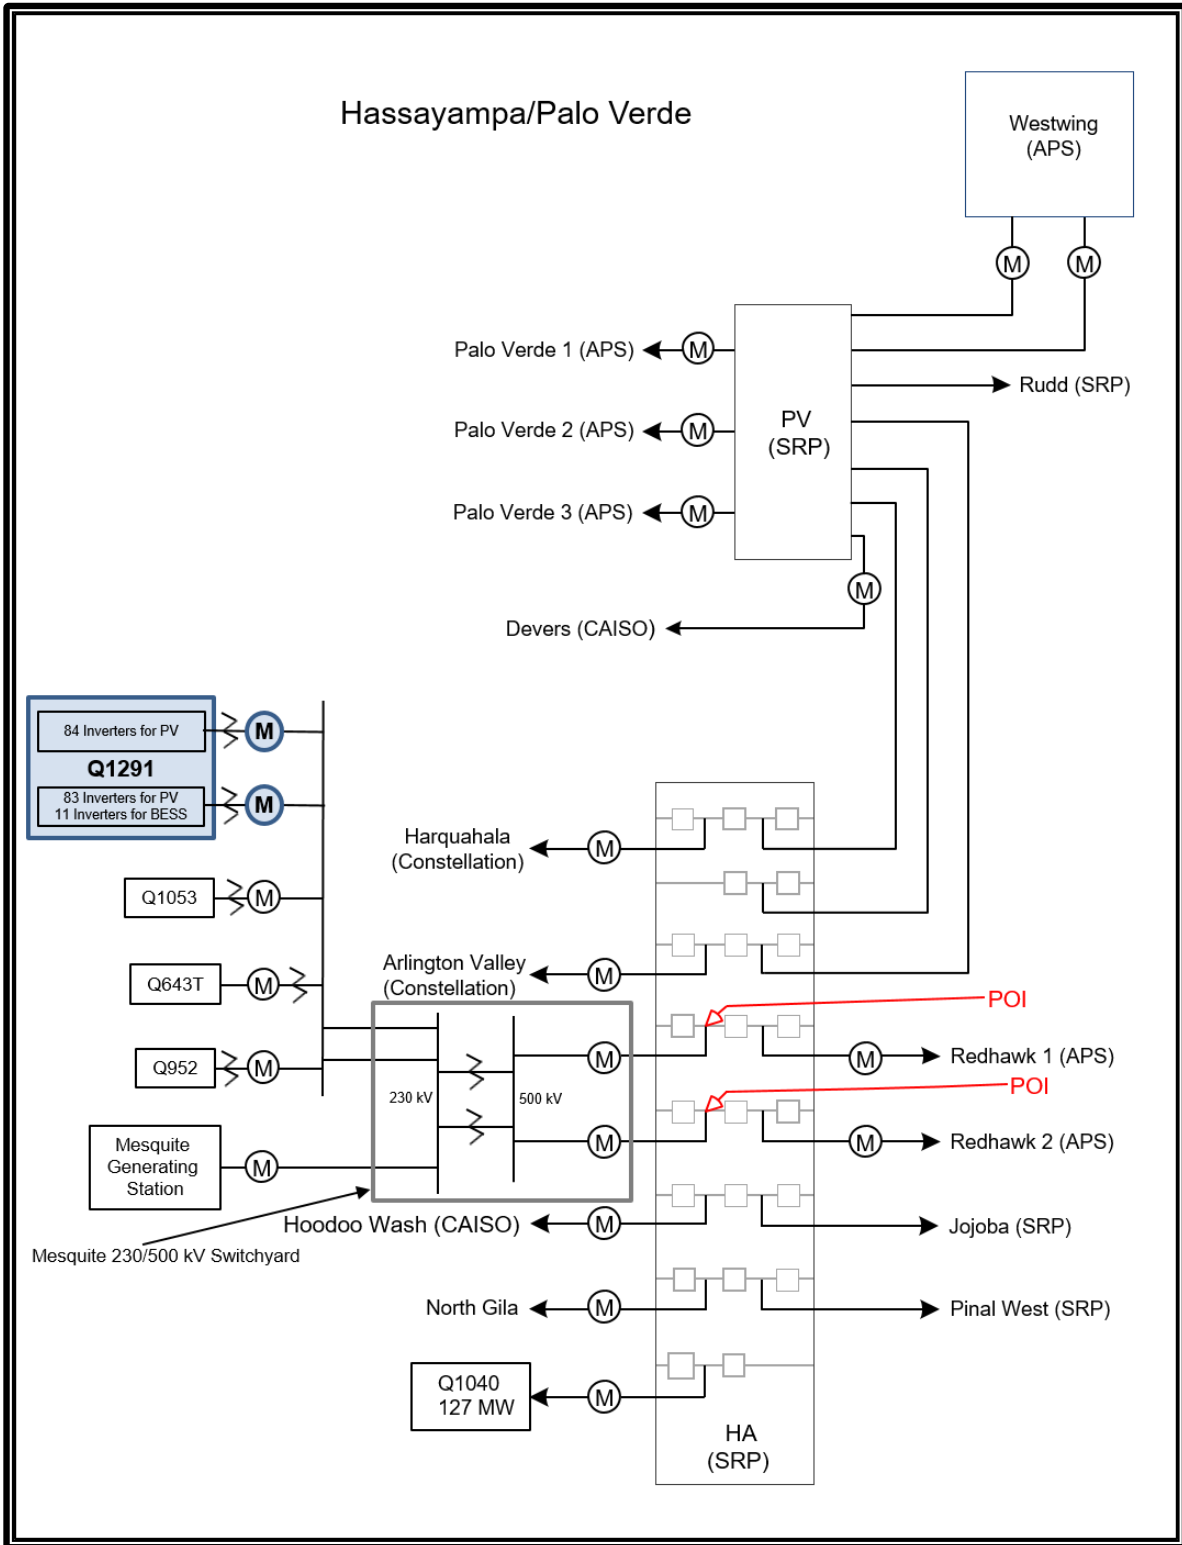 Hassayampa/Palo Verde
Westwing
(APS)
M
M
Palo Verde 1 (APS)
M
Rudd (SRP)
PV
(SRP)
Palo Verde 2 (APS)
M
Palo Verde 3 (APS)
M
M
Devers (CAISO)
84 Inverters for PV
M
Q1291
83 Inverters for PV
11 Inverters for BESS
M
Harquahala
(Constellation)
M
Q1053
M
Arlington Valley
(Constellation)
M
Q643T
M
POI
M
M
Redhawk 1 (APS)
Q952
M
230 kV
500 kV
POI
M
M
Redhawk 2 (APS)
Mesquite
Generating
Station
M
Hoodoo Wash (CAISO)
M
Jojoba (SRP)
Mesquite 230/500 kV Switchyard
North Gila
M
Pinal West (SRP)
Q1040
127 MW
M
HA
(SRP)